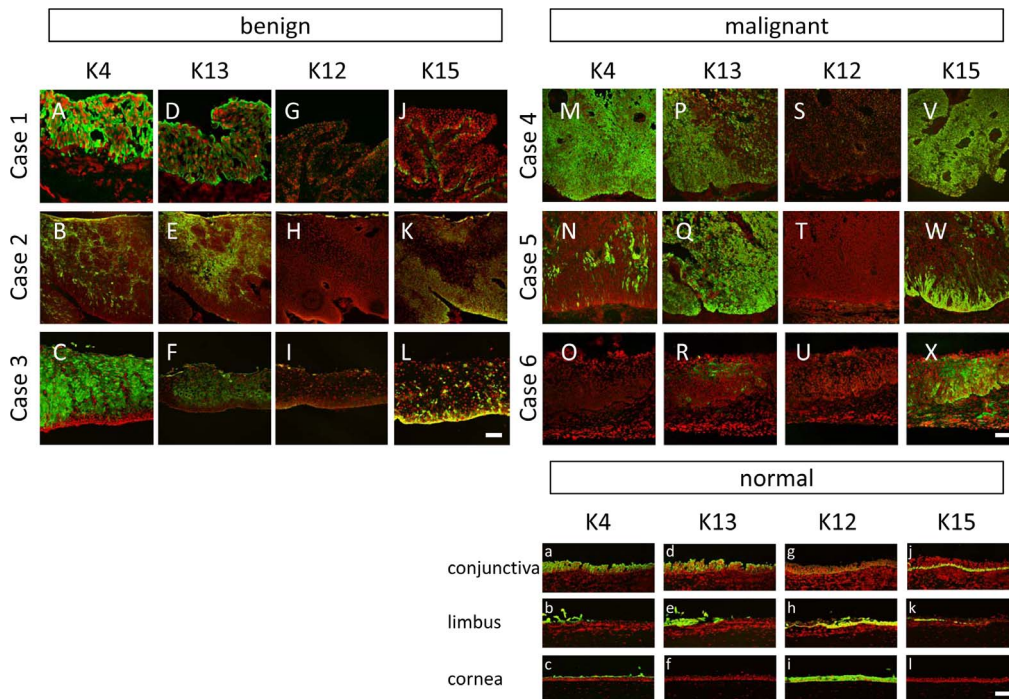 benign
malignant
K4 K13 K12 K15
K4 K13 K12 K15
Case 1
A D G J
Case 4
M P S V
Case 2
B E H K
Case 5
N Q T W
Case 3
C F I L
Case 6
O R U X
normal
K4 K13 K12 K15
conjunctiva
a d g j
limbus
b e h k
cornea
c f i l